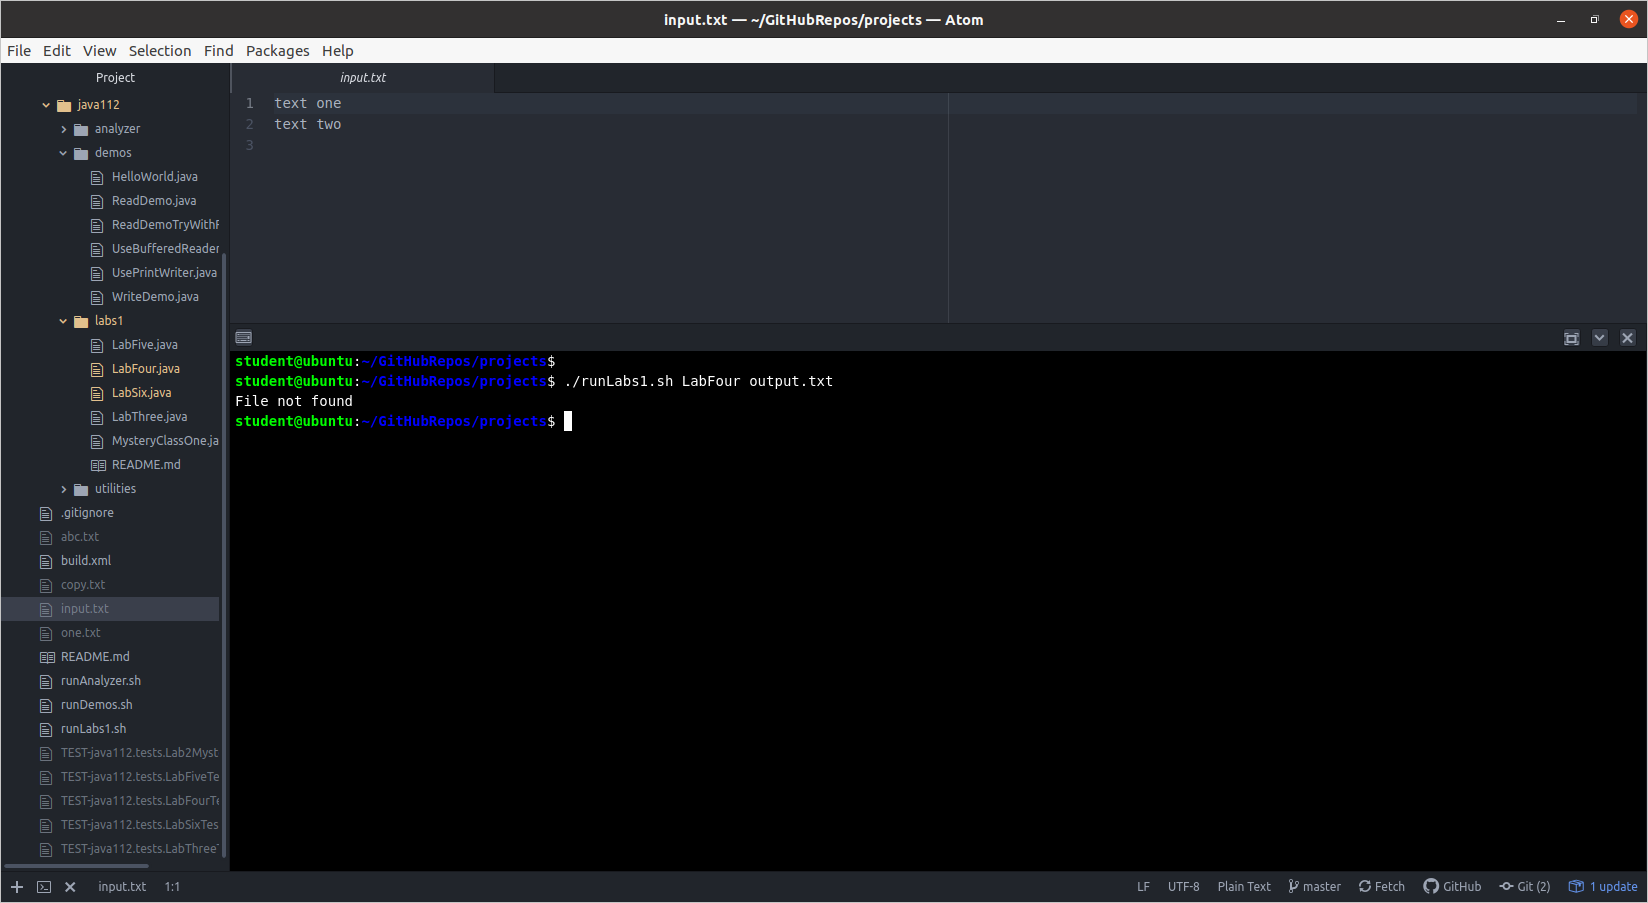 input.txt — ~/GitHubRepos/projects — Atom
File Edit View Selection Find Packages Help
Project
java112
analyzer
demos
HelloWorld.java
ReadDemo.java
ReadDemoTryWith
UseBufferedReader
UsePrintWriter.java
WriteDemo.java
labs1
LabFive.java
LabFour.java
LabSix.java
LabThree.java
MysteryClassOne.ja
README.md
utilities
.gitignore
abc.txt
build.xml
copy.txt
input.txt
one.txt
README.md
runAnalyzer.sh
runDemos.sh
runLabs1.sh
TEST-java112.tests.Lab2Myst
TEST-java112.tests.LabFiveTe
TEST-java112.tests.LabFourTe
TEST-java112.tests.LabSixTes
TEST-java112.tests.LabThree
input.txt
1 text one
2 text two
3
student@ubuntu:~/GitHubRepos/projects$
student@ubuntu:~/GitHubRepos/projects$ ./runLabs1.sh LabFour output.txt
File not found
student@ubuntu:~/GitHubRepos/projects$
input.txt 1:1 LF UTF-8 Plain Text master Fetch GitHub Git (2) 1 update